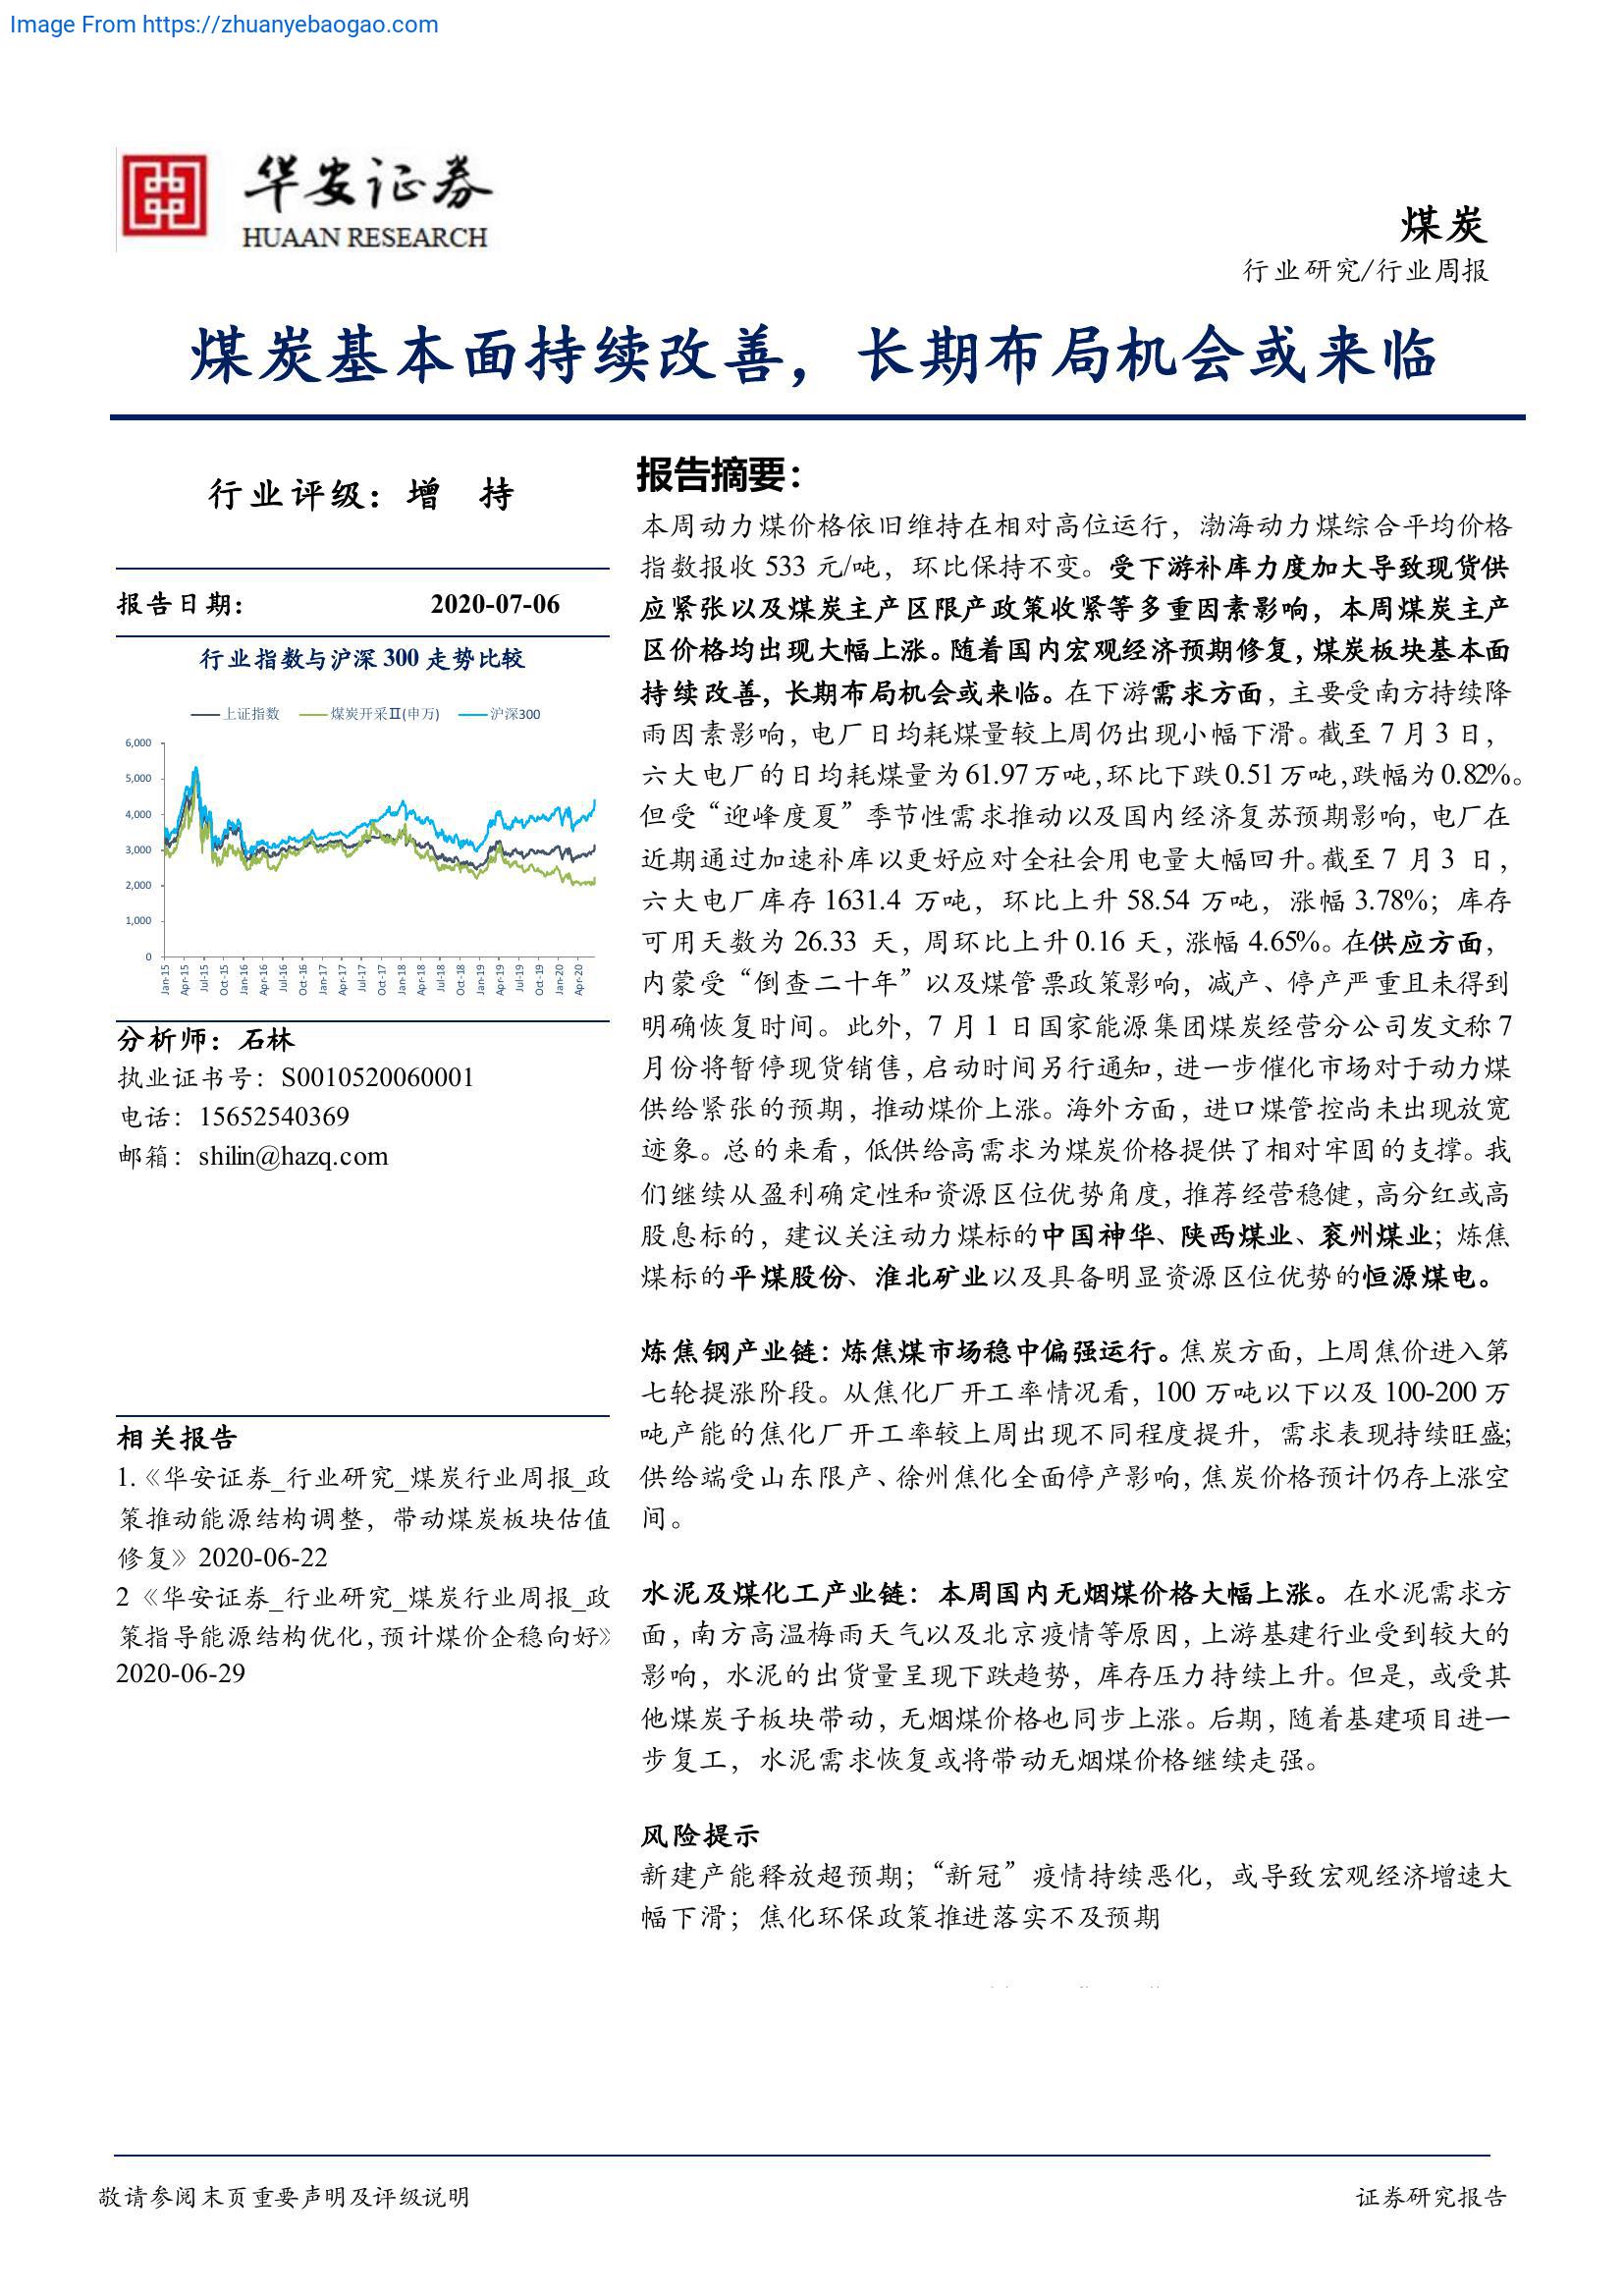 Image From https://zhuanyebaogao.com
华安证券
HUAAN RESEARCH
煤炭
行业研究/行业周报
煤炭基本面持续改善，长期布局机会或来临
行业评级：增 持
报告日期： 2020-07-06
行业指数与沪深 300 走势比较
上证指数 煤炭开采Ⅱ(申万) 沪深300
6,000
5,000
4,000
3,000
2,000
1,000
0
Jan-15 Apr-15 Jul-15 Oct-15 Jan-16 Apr-16 Jul-16 Oct-16 Jan-17 Apr-17 Jul-17 Oct-17 Jan-18 Apr-18 Jul-18 Oct-18 Jan-19 Apr-19 Jul-19 Oct-19 Jan-20 Apr-20
分析师：石林
执业证书号：S0010520060001
电话：15652540369
邮箱：shilin@hazq.com
相关报告
1.《华安证券_行业研究_煤炭行业周报_政
策推动能源结构调整，带动煤炭板块估值
修复》2020-06-22
2 《华安证券_行业研究_煤炭行业周报_政
策指导能源结构优化，预计煤价企稳向好》
2020-06-29
报告摘要：
本周动力煤价格依旧维持在相对高位运行，渤海动力煤综合平均价格
指数报收 533 元/吨，环比保持不变。受下游补库力度加大导致现货供
应紧张以及煤炭主产区限产政策收紧等多重因素影响，本周煤炭主产
区价格均出现大幅上涨。随着国内宏观经济预期修复，煤炭板块基本面
持续改善，长期布局机会或来临。在下游需求方面，主要受南方持续降
雨因素影响，电厂日均耗煤量较上周仍出现小幅下滑。截至 7 月 3 日，
六大电厂的日均耗煤量为 61.97 万吨，环比下跌 0.51 万吨，跌幅为 0.82%。
但受“迎峰度夏”季节性需求推动以及国内经济复苏预期影响，电厂在
近期通过加速补库以更好应对全社会用电量大幅回升。截至 7 月 3 日，
六大电厂库存 1631.4 万吨，环比上升 58.54 万吨，涨幅 3.78%；库存
可用天数为 26.33 天，周环比上升 0.16 天，涨幅 4.65%。在供应方面，
内蒙受“倒查二十年”以及煤管票政策影响，减产、停产严重且未得到
明确恢复时间。此外，7 月 1 日国家能源集团煤炭经营分公司发文称 7
月份将暂停现货销售，启动时间另行通知，进一步催化市场对于动力煤
供给紧张的预期，推动煤价上涨。海外方面，进口煤管控尚未出现放宽
迹象。总的来看，低供给高需求为煤炭价格提供了相对牢固的支撑。我
们继续从盈利确定性和资源区位优势角度，推荐经营稳健，高分红或高
股息标的，建议关注动力煤标的中国神华、陕西煤业、兖州煤业；炼焦
煤标的平煤股份、淮北矿业以及具备明显资源区位优势的恒源煤电。
炼焦钢产业链：炼焦煤市场稳中偏强运行。焦炭方面，上周焦价进入第
七轮提涨阶段。从焦化厂开工率情况看，100 万吨以下以及 100-200 万
吨产能的焦化厂开工率较上周出现不同程度提升，需求表现持续旺盛；
供给端受山东限产、徐州焦化全面停产影响，焦炭价格预计仍存上涨空
间。
水泥及煤化工产业链：本周国内无烟煤价格大幅上涨。在水泥需求方
面，南方高温梅雨天气以及北京疫情等原因，上游基建行业受到较大的
影响，水泥的出货量呈现下跌趋势，库存压力持续上升。但是，或受其
他煤炭子板块带动，无烟煤价格也同步上涨。后期，随着基建项目进一
步复工，水泥需求恢复或将带动无烟煤价格继续走强。
风险提示
新建产能释放超预期；“新冠”疫情持续恶化，或导致宏观经济增速大
幅下滑；焦化环保政策推进落实不及预期
敬请参阅末页重要声明及评级说明 证券研究报告